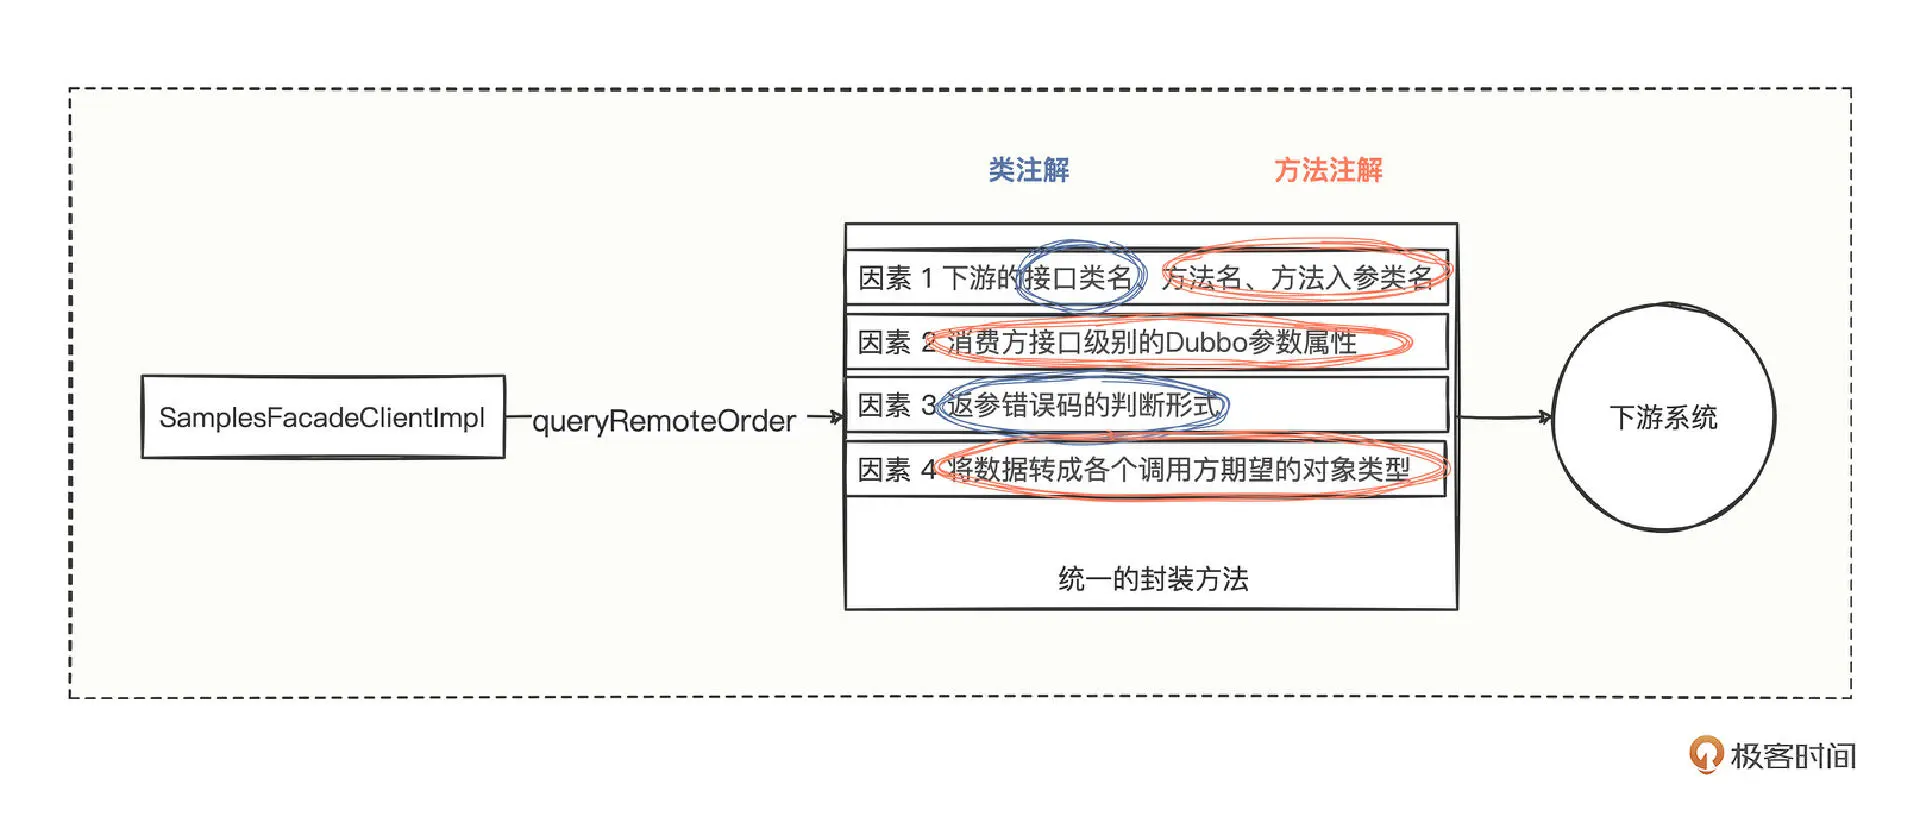 类注解 方法注解
因素 1 下游的接口类名、方法名、方法入参类名
因素 2 消费方接口级别的Dubbo参数属性
因素 3 返参错误码的判断形式
因素 4 将数据转成各个调用方期望的对象类型
统一的封装方法
SamplesFacadeClientImpl
queryRemoteOrder
下游系统
极客时间